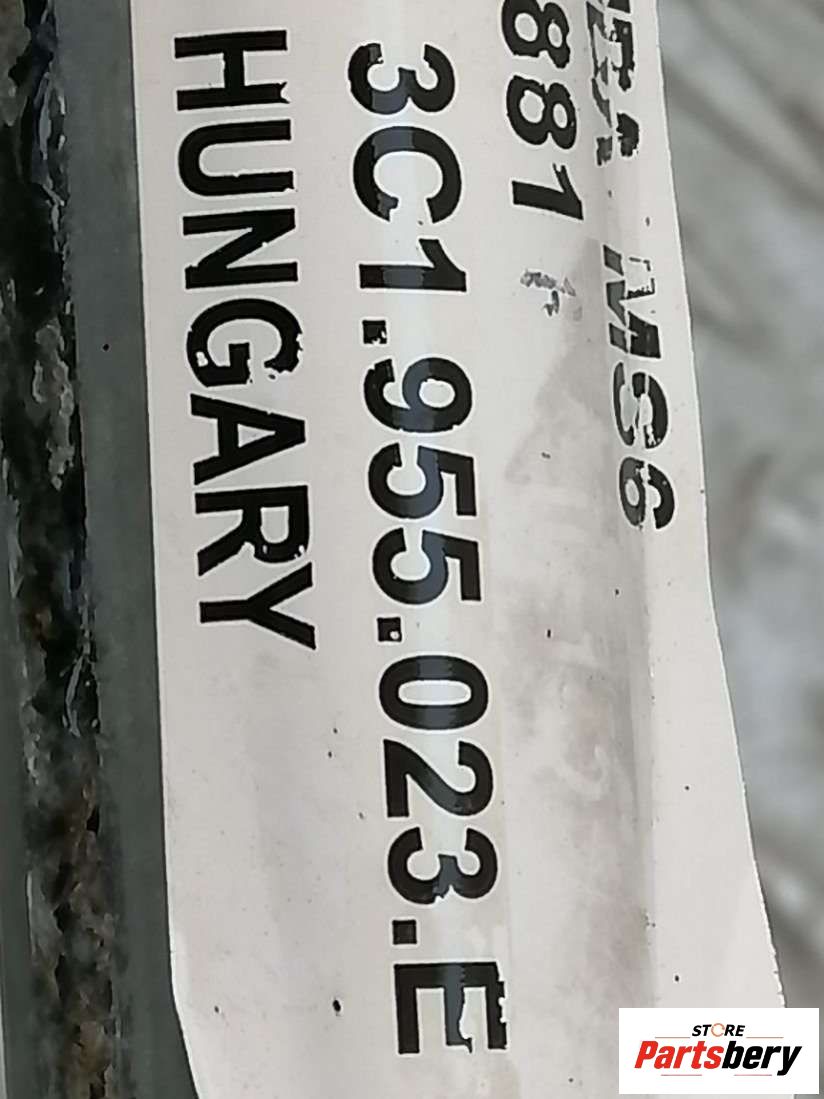 MS6
881
3C1.955.023.E
HUNGARY
STORE
Partsbery